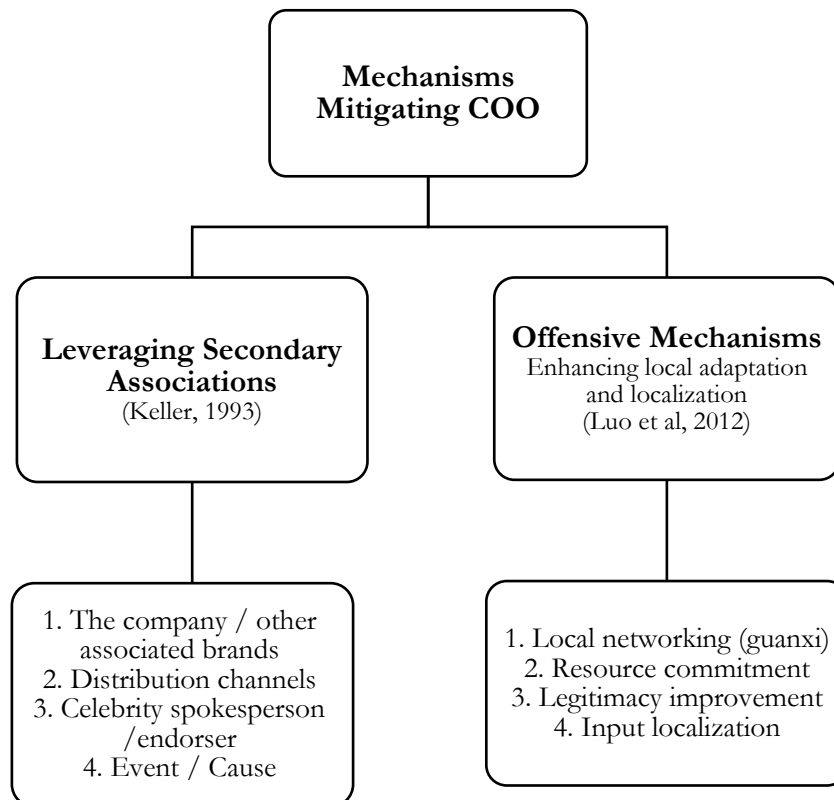 Mechanisms
Mitigating COO
Leveraging Secondary
Associations
(Keller, 1993)
Offensive Mechanisms
Enhancing local adaptation
and localization
(Luo et al, 2012)
1. The company / other
associated brands
2. Distribution channels
3. Celebrity spokesperson
/endorser
4. Event / Cause
1. Local networking (guanxi)
2. Resource commitment
3. Legitimacy improvement
4. Input localization